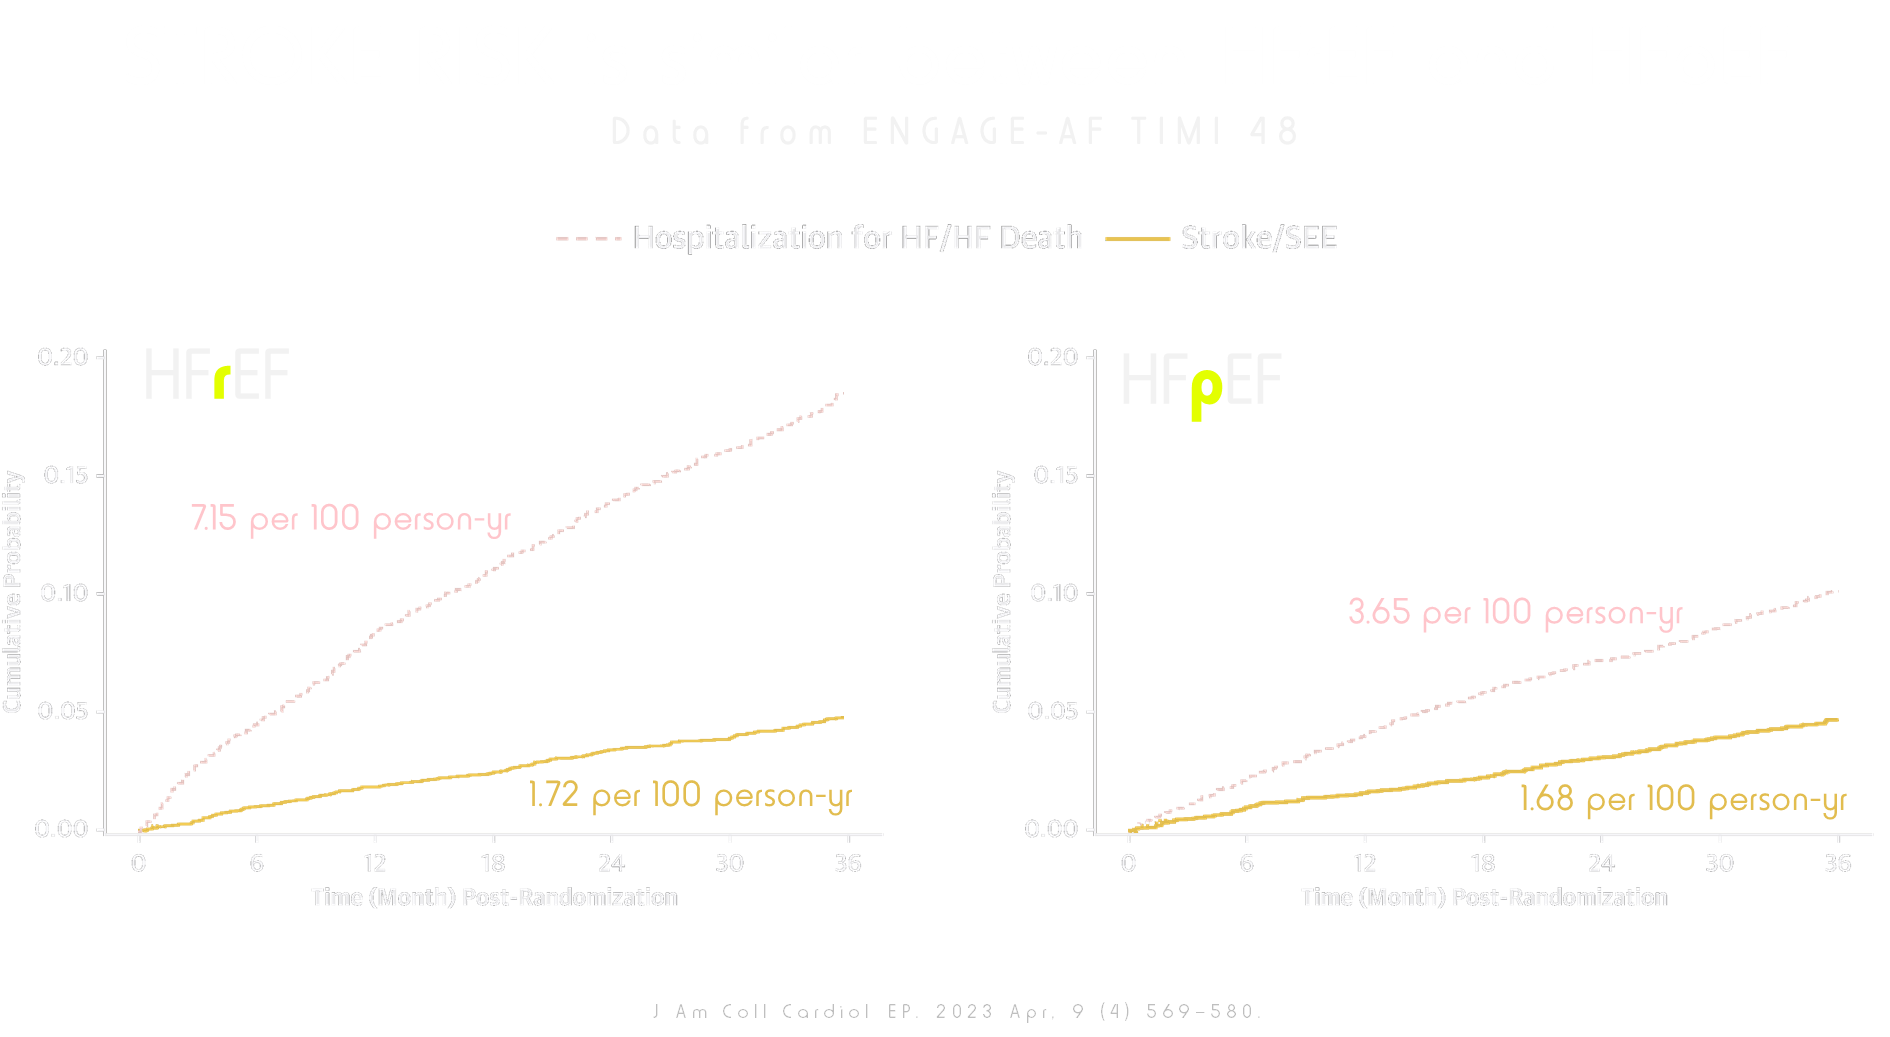 Data from ENGAGE-AF TIMI 48
Hospitalization for HF/HF Death
Stroke/SEE
HFrEF
0.20
0.15
0.10
0.05
0.00
Cumulative Probability
7.15 per 100 person-yr
1.72 per 100 person-yr
0 6 12 18 24 30 36
Time (Month) Post-Randomization
HFpEF
0.20
0.15
0.10
0.05
0.00
Cumulative Probability
3.65 per 100 person-yr
1.68 per 100 person-yr
0 6 12 18 24 30 36
Time (Month) Post-Randomization
J Am Coll Cardiol EP. 2023 Apr, 9 (4) 569–580.